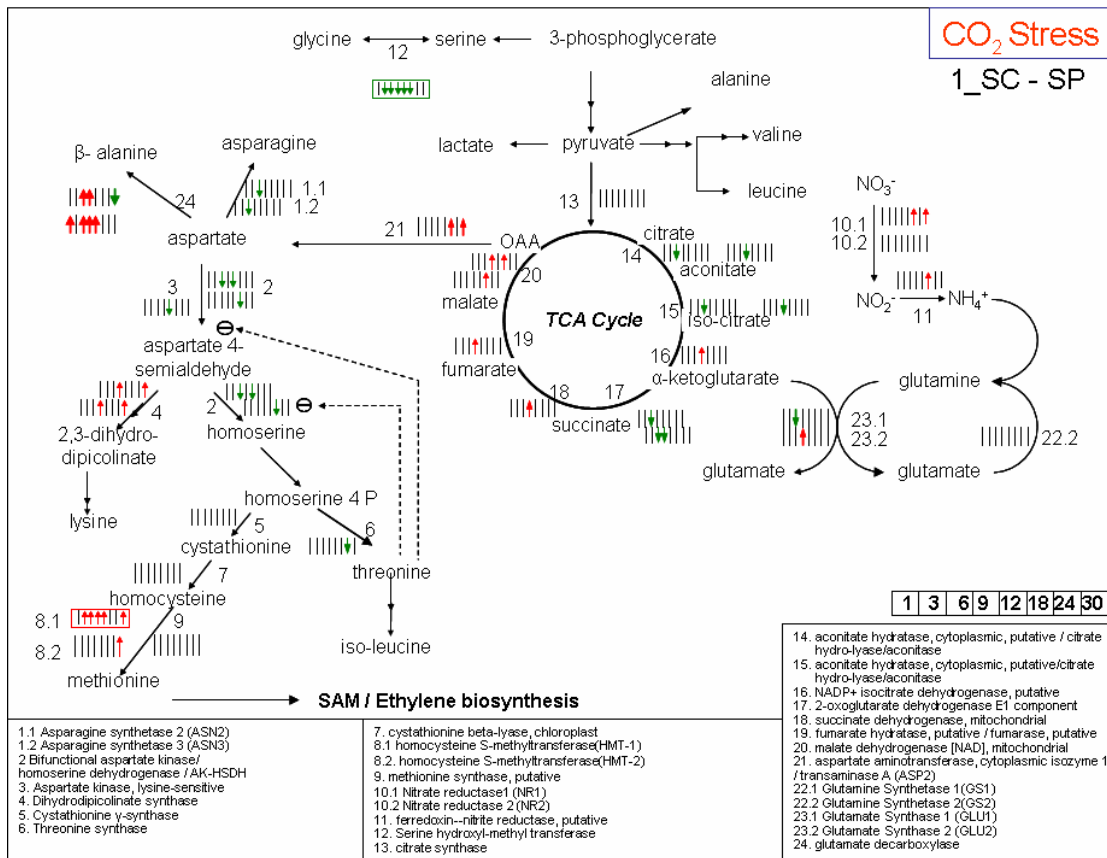 CO2 Stress
1_SC - SP
glycine
12
serine
3-phosphoglycerate
alanine
lactate
pyruvate
valine
leucine
β- alanine
asparagine
24
1.1
1.2
aspartate
21
OAA
13
citrate
14
aconitate
NO3-
10.1
10.2
NO2-
NH4+
11
20
malate
15
iso-citrate
TCA Cycle
3
2
aspartate 4-
semialdehyde
19
fumarate
16
α-ketoglutarate
18
17
succinate
glutamine
4
2
homoserine
2,3-dihydro-
dipicolinate
23.1
23.2
22.2
glutamate
glutamate
lysine
homoserine 4 P
5
6
cystathionine
threonine
7
homocysteine
8.1
9
8.2
iso-leucine
methionine
SAM / Ethylene biosynthesis
1 3 6 9 12 18 24 30
1.1 Asparagine synthetase 2 (ASN2)
1.2 Asparagine synthetase 3 (ASN3)
2 Bifunctional aspartate kinase/
homoserine dehydrogenase / AK-HSDH
3. Aspartate kinase, lysine-sensitive
4. Dihydrodipicolinate synthase
5. Cystathionine γ-synthase
6. Threonine synthase
7. cystathionine beta-lyase, chloroplast
8.1 homocysteine S-methyltransferase(HMT-1)
8.2. homocysteine S-methyltransferase(HMT-2)
9. methionine synthase, putative
10.1 Nitrate reductase1 (NR1)
10.2 Nitrate reductase 2 (NR2)
11. ferredoxin--nitrite reductase, putative
12. Serine hydroxyl-methyl transferase
13. citrate synthase
14. aconitate hydratase, cytoplasmic, putative / citrate
hydro-lyase/aconitase
15. aconitate hydratase, cytoplasmic, putative/citrate
hydro-lyase/aconitase
16. NADP+ isocitrate dehydrogenase, putative
17. 2-oxoglutarate dehydrogenase E1 component
18. succinate dehydrogenase, mitochondrial
19. fumarate hydratase, putative / fumarase, putative
20. malate dehydrogenase [NAD], mitochondrial
21. aspartate aminotransferase, cytoplasmic isozyme 1
/ transaminase A (ASP2)
22.1 Glutamine Synthetase 1(GS1)
22.2 Glutamine Synthetase 2(GS2)
23.1 Glutamate Synthase 1 (GLU1)
23.2 Glutamate Synthase 2 (GLU2)
24. glutamate decarboxylase